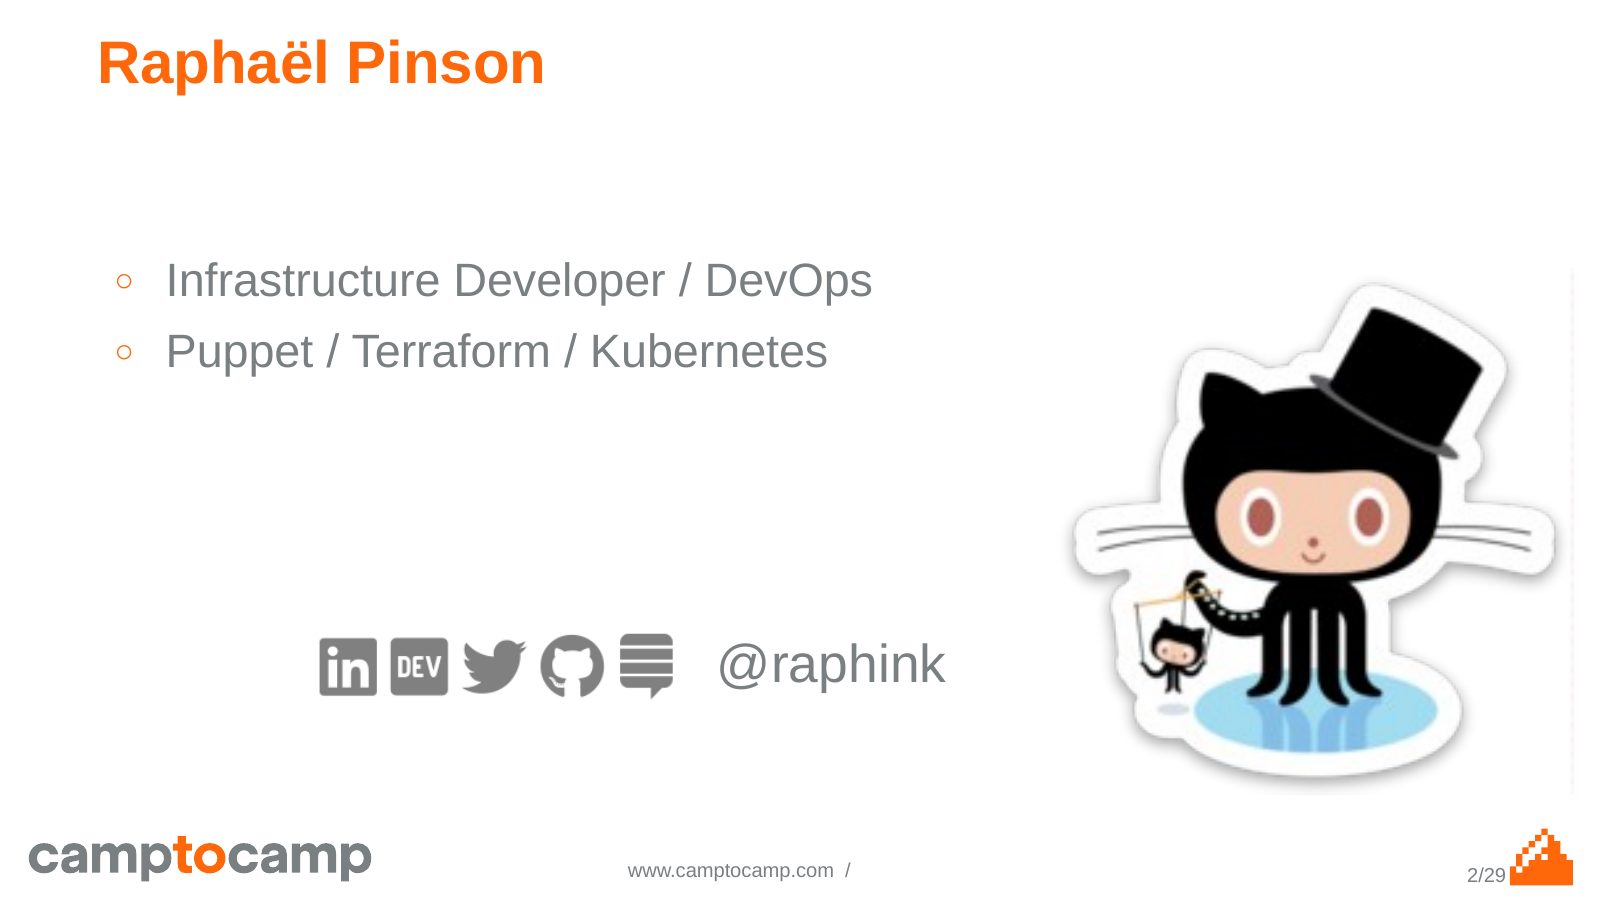 Raphaël Pinson
○ Infrastructure Developer / DevOps
○ Puppet / Terraform / Kubernetes
in DEV @raphink
camptocamp
www.camptocamp.com /
2/29